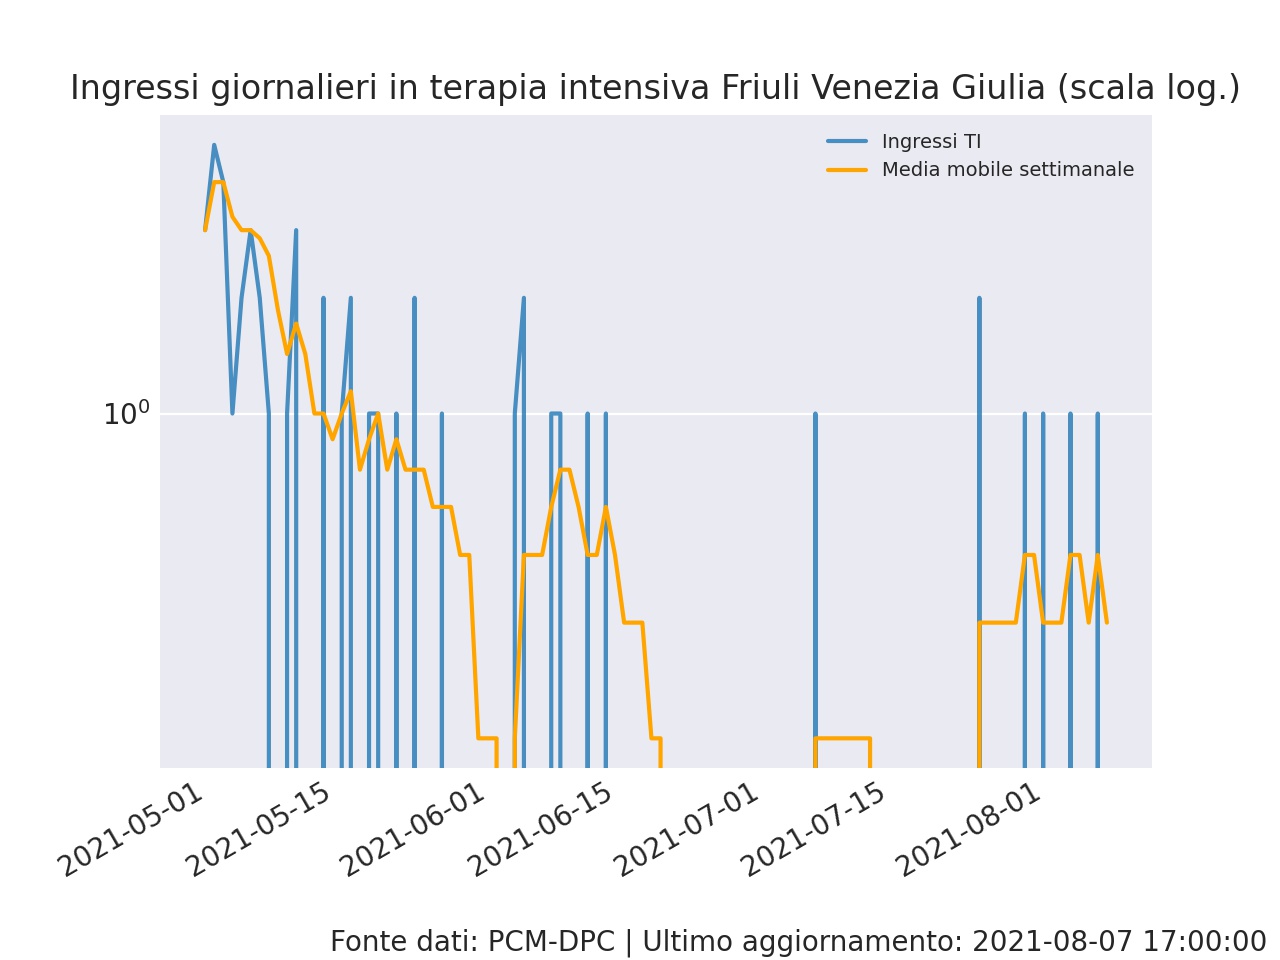 Ingressi giornalieri in terapia intensiva Friuli Venezia Giulia (scala log.)
Ingressi TI
Media mobile settimanale
10⁰
2021-05-01
2021-05-15
2021-06-01
2021-06-15
2021-07-01
2021-07-15
2021-08-01
Fonte dati: PCM-DPC | Ultimo aggiornamento: 2021-08-07 17:00:00